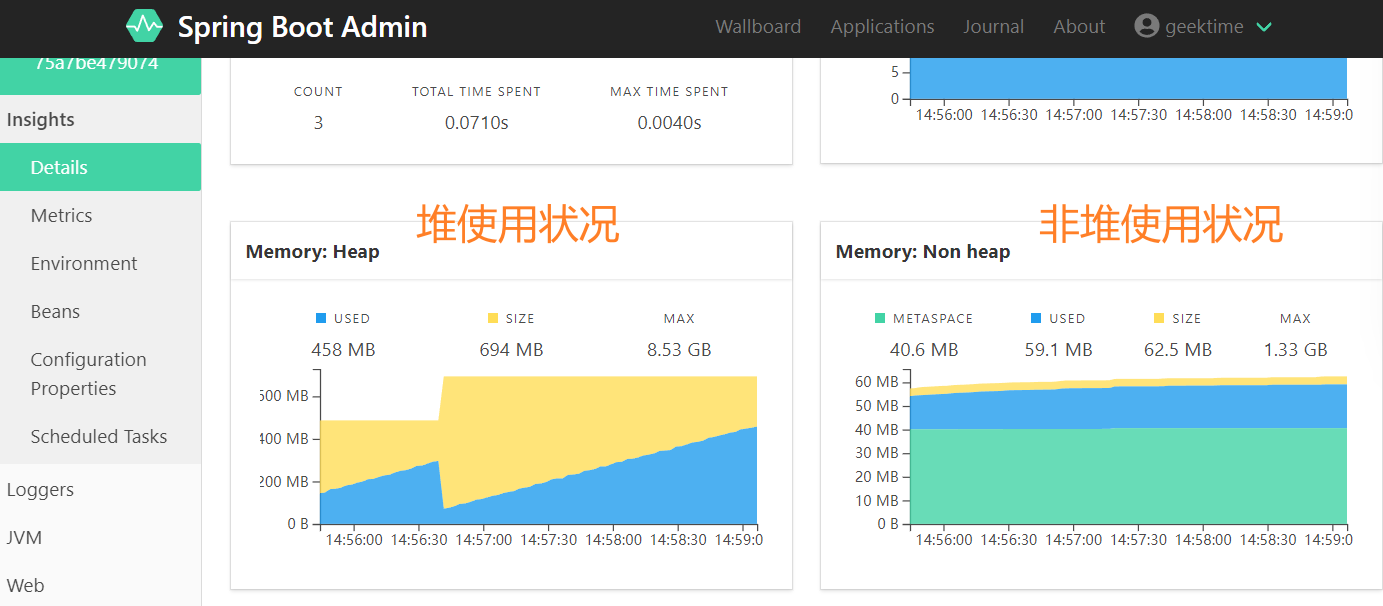 Spring Boot Admin
Wallboard Applications Journal About geektime
75a7be479074
Insights
Details
Metrics
Environment
Beans
Configuration
Properties
Scheduled Tasks
Loggers
JVM
Web
COUNT TOTAL TIME SPENT MAX TIME SPENT
3 0.0710s 0.0040s
5
0
14:56:00 14:56:30 14:57:00 14:57:30 14:58:00 14:58:30 14:59:0
堆使用状况
Memory: Heap
USED SIZE MAX
458 MB 694 MB 8.53 GB
600 MB
400 MB
200 MB
0 B
14:56:00 14:56:30 14:57:00 14:57:30 14:58:00 14:58:30 14:59:0
非堆使用状况
Memory: Non heap
METASPACE USED SIZE MAX
40.6 MB 59.1 MB 62.5 MB 1.33 GB
60 MB
50 MB
40 MB
30 MB
20 MB
10 MB
0 B
14:56:00 14:56:30 14:57:00 14:57:30 14:58:00 14:58:30 14:59:0